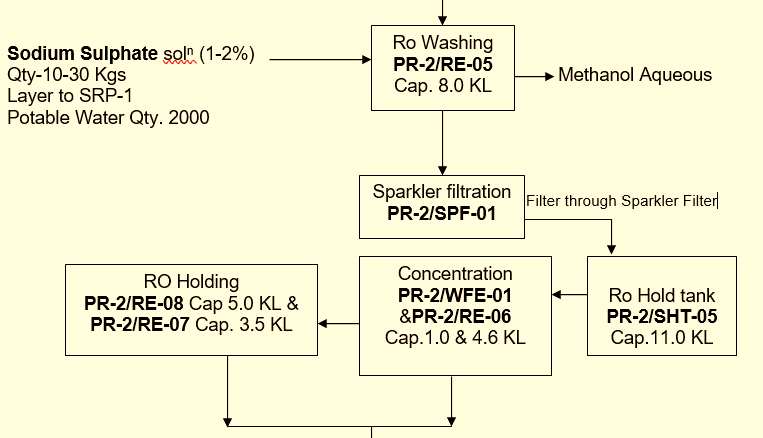 Ro Washing
PR-2/RE-05
Cap. 8.0 KL
Sodium Sulphate solⁿ (1-2%)
Qty-10-30 Kgs
Layer to SRP-1
Potable Water Qty. 2000
Methanol Aqueous
Sparkler filtration
PR-2/SPF-01
Filter through Sparkler Filter
RO Holding
PR-2/RE-08 Cap 5.0 KL &
PR-2/RE-07 Cap. 3.5 KL
Concentration
PR-2/WFE-01
&PR-2/RE-06
Cap.1.0 & 4.6 KL
Ro Hold tank
PR-2/SHT-05
Cap.11.0 KL